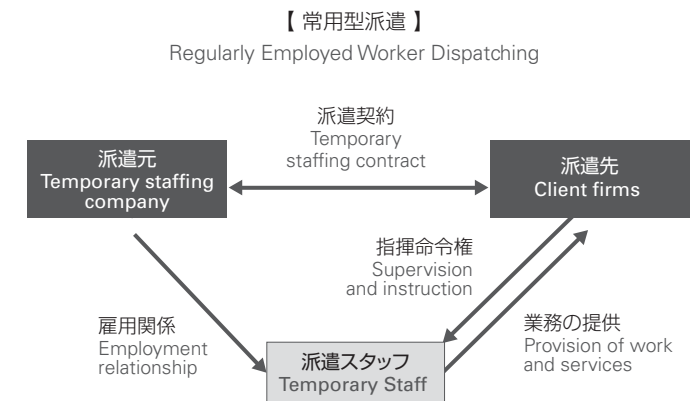 【 常用型派遣 】
Regularly Employed Worker Dispatching
派遣契約
Temporary
staffing contract
派遣元
Temporary staffing
company
派遣先
Client firms
指揮命令権
Supervision
and instruction
雇用関係
Employment
relationship
業務の提供
Provision of work
and services
派遣スタッフ
Temporary Staff